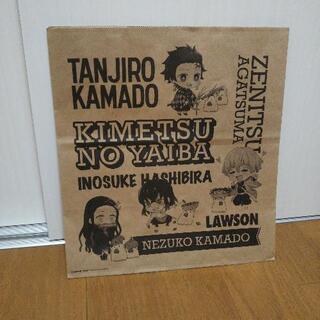 TANJIRO
KAMADO
ZENITSU
AGATSUMA
KIMETSU
NO YAIBA
INOSUKE HASHIBIRA
LAWSON
NEZUKO KAMADO